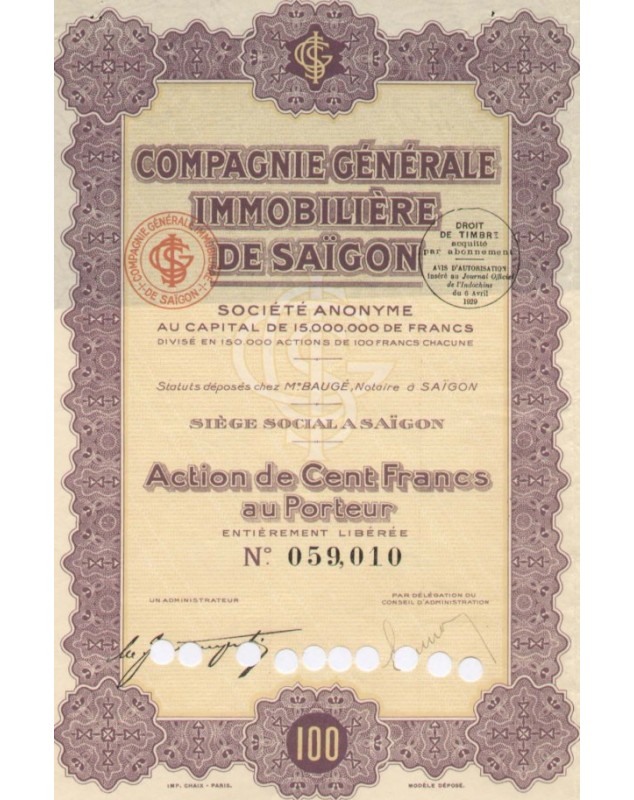 COMPAGNIE GÉNÉRALE
IMMOBILIÈRE
DE SAÏGON
COMPAGNIE GÉNÉRALE IMMOBILIÈRE
DE SAÏGON
DROIT
DE TIMBRE
acquitté
par abonnement
AVIS D'AUTORISATION
inséré au Journal Officiel
de l'Indochine
du 6 Avril
1929
SOCIÉTÉ ANONYME
AU CAPITAL DE 15.000.000 DE FRANCS
DIVISÉ EN 150.000 ACTIONS DE 100 FRANCS CHACUNE
Statuts déposés chez Mᵉ BAUGÉ, Notaire à SAÏGON
SIÈGE SOCIAL A SAÏGON
Action de Cent Francs
au Porteur
ENTIÈREMENT LIBÉRÉE
N°. 059,010
UN ADMINISTRATEUR
PAR DÉLÉGATION DU
CONSEIL D'ADMINISTRATION
100
IMP. CHAIX - PARIS.
MODÈLE DÉPOSÉ.